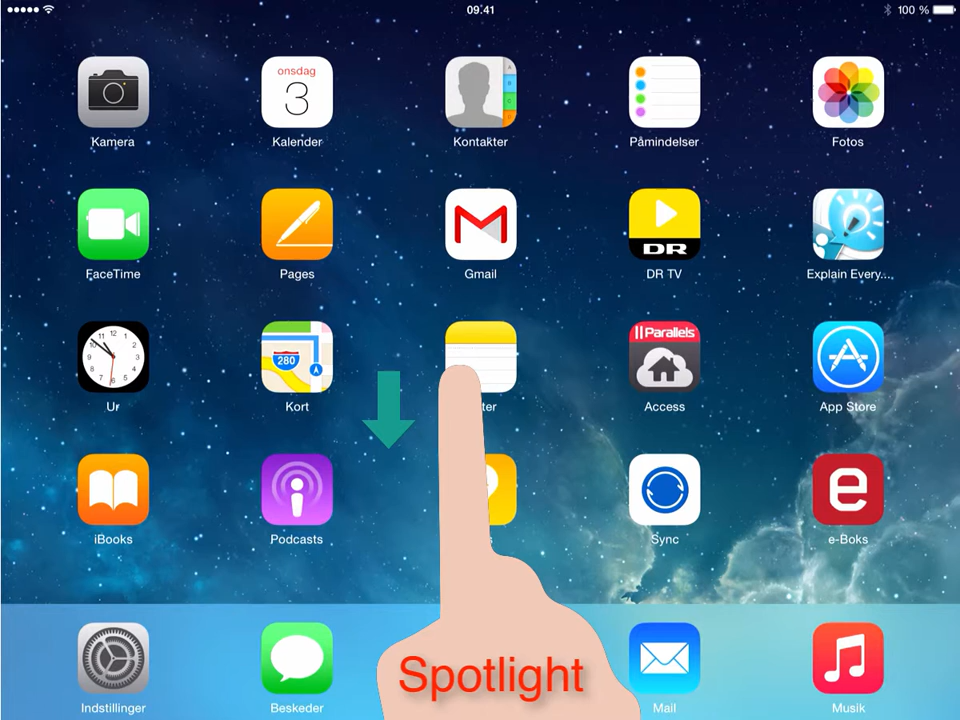 09:41
100 %
onsdag
3
Kamera
Kalender
Kontakter
Påmindelser
Fotos
DR
FaceTime
Pages
Gmail
DR TV
Explain Every...
Parallels
280
Ur
Kort
ter
Access
App Store
e
iBooks
Podcasts
s
Sync
e-Boks
Spotlight
Indstillinger
Beskeder
Mail
Musik